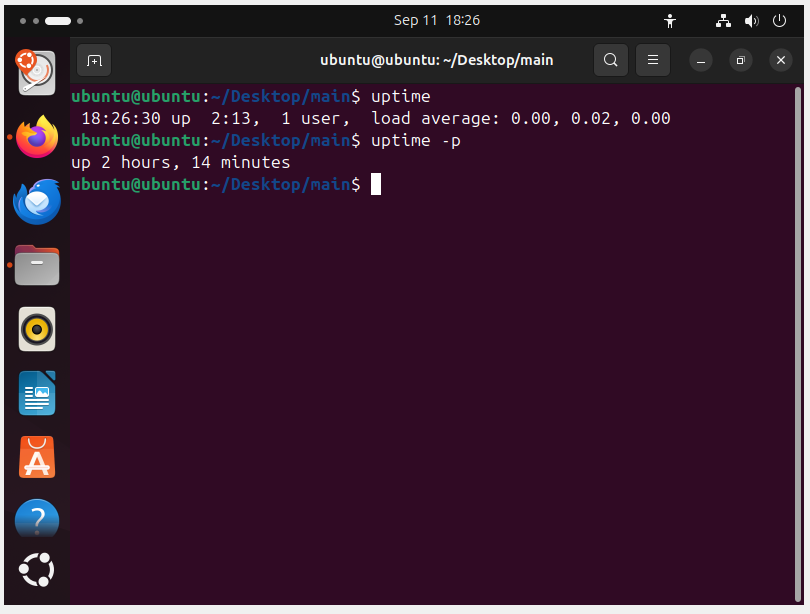 Sep 11 18:26
ubuntu@ubuntu: ~/Desktop/main
ubuntu@ubuntu:~/Desktop/main$ uptime
 18:26:30 up  2:13,  1 user,  load average: 0.00, 0.02, 0.00
ubuntu@ubuntu:~/Desktop/main$ uptime -p
up 2 hours, 14 minutes
ubuntu@ubuntu:~/Desktop/main$